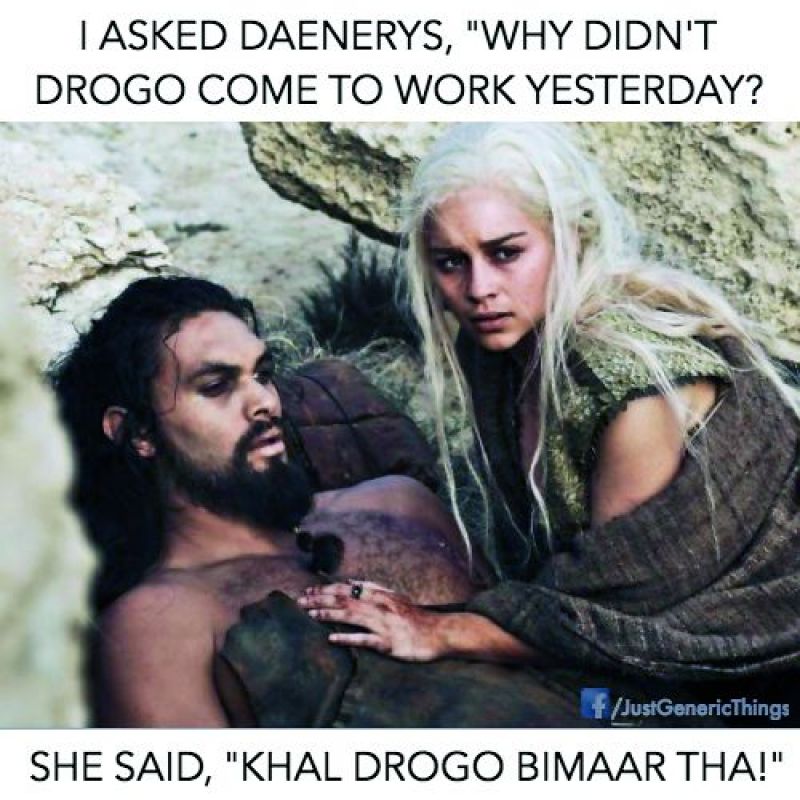 I ASKED DAENERYS, "WHY DIDN'T
DROGO COME TO WORK YESTERDAY?
f /JustGenericThings
SHE SAID, "KHAL DROGO BIMAAR THA!"